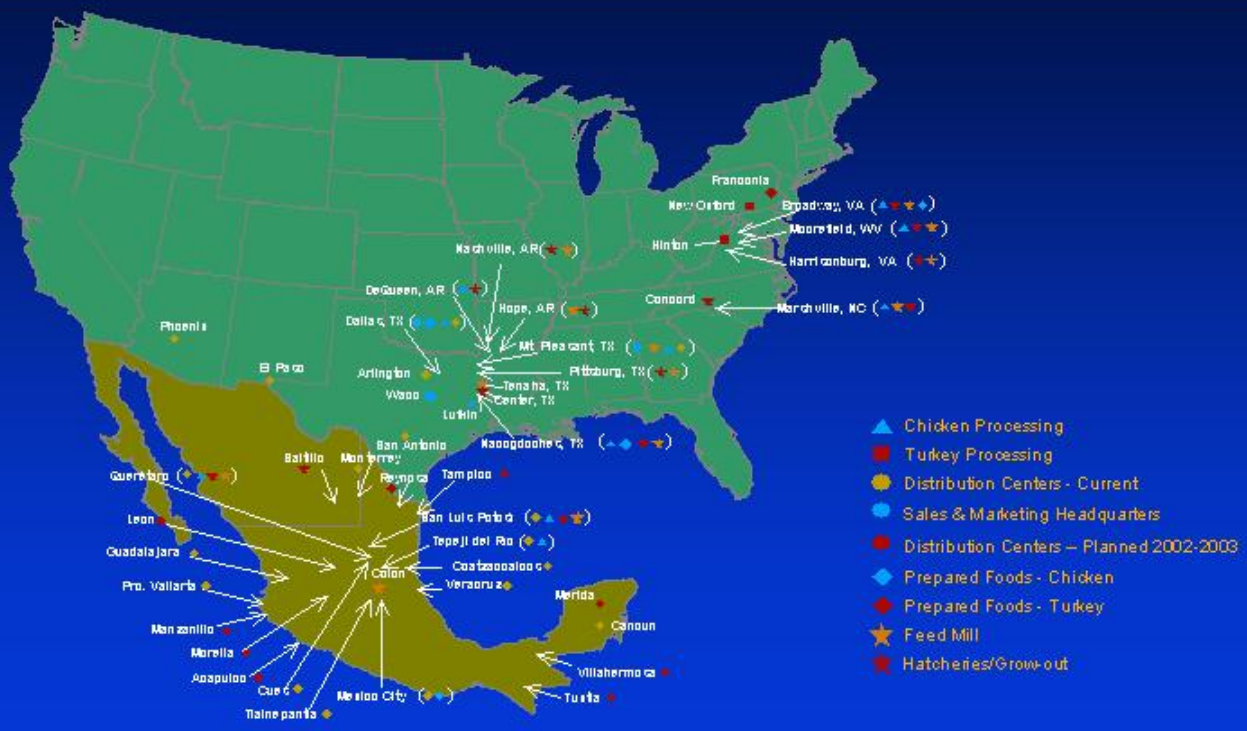 Franconia
New Oxford
Broadway, VA ( )
Moorefield, WV ( )
Hinton
Harrisonburg, VA ( )
Nashville, AR ( )
DeQueen, AR ( )
Concord
Hope, AR ( )
Marshville, NC ( )
Dallas, TX ( )
Phoenix
Mt. Pleasant, TX ( )
El Paso
Arlington
Pittsburg, TX ( )
Tenaha, TX
Waco
Center, TX
Lufkin
San Antonio
Nacogdoches, TX ( )
Saltillo
Monterrey
Queretaro ( )
Reynosa
Tampico
Leon
San Luis Potosi ( )
Tepeji del Rio ( )
Guadalajara
Coatzacoalcos
Colon
Pro. Vallarta
Veracruz
Merida
Cancun
Manzanillo
Morelia
Acapulco
Villahermosa
Cuec
Mexico City ( )
Tuxtla
Tlalnepantla
Chicken Processing
Turkey Processing
Distribution Centers - Current
Sales & Marketing Headquarters
Distribution Centers – Planned 2002-2003
Prepared Foods - Chicken
Prepared Foods - Turkey
Feed Mill
Hatcheries/Grow-out